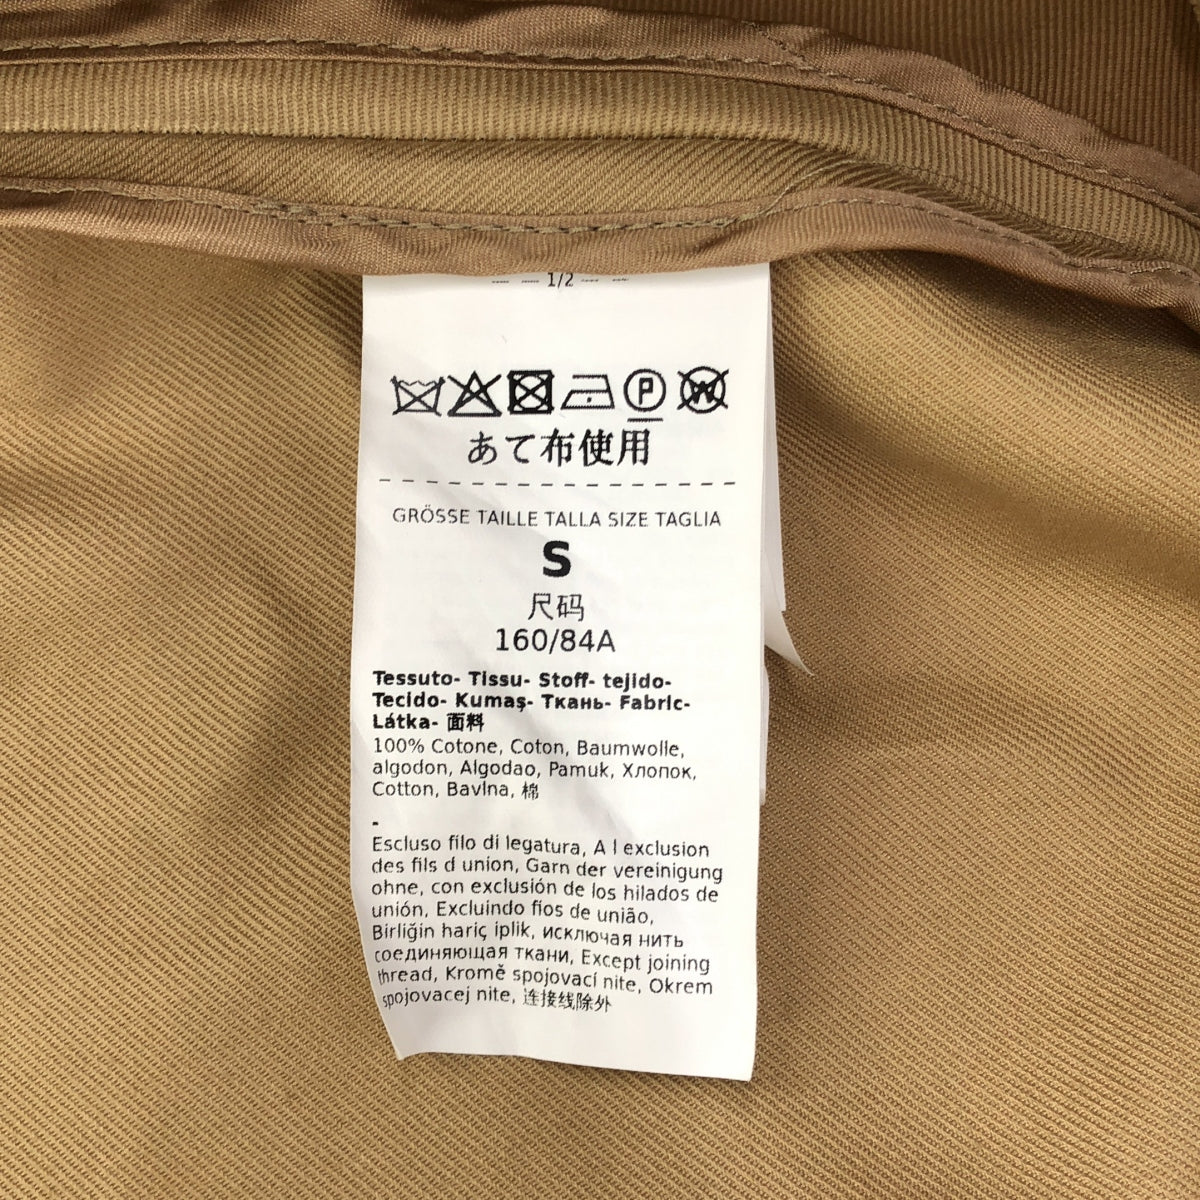 1/2
P W
あて布使用
GRÖSSE TAILLE TALLA SIZE TAGLIA
S
尺码
160/84A
Tessuto- Tissu- Stoff- tejido-
Tecido- Kumaş- Ткань- Fabric-
Látka- 面料
100% Cotone, Coton, Baumwolle,
algodon, Algodao, Pamuk, Хлопок,
Cotton, Bavlna, 棉
-
Escluso filo di legatura, A l exclusion
des fils d union, Garn der vereinigung
ohne, con exclusión de los hilados de
unión, Excluindo fios de união,
Birliğin hariç iplik, исключая нить
соединяющая ткани, Except joining
thread, Kromě spojovací nite, Okrem
spojovacej nite, 连接线除外